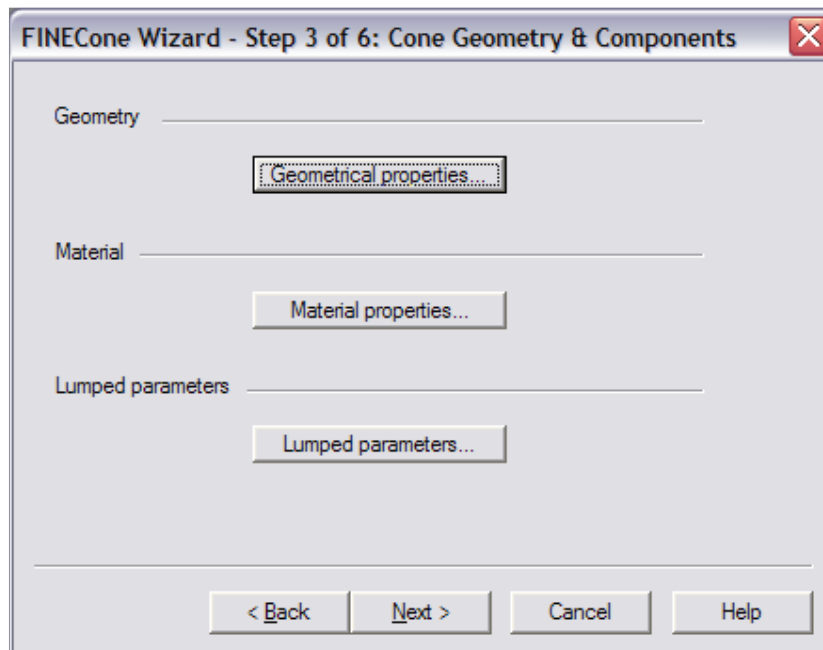 FINECone Wizard - Step 3 of 6: Cone Geometry & Components
Geometry
Geometrical properties...
Material
Material properties...
Lumped parameters
Lumped parameters...
< Back Next > Cancel Help